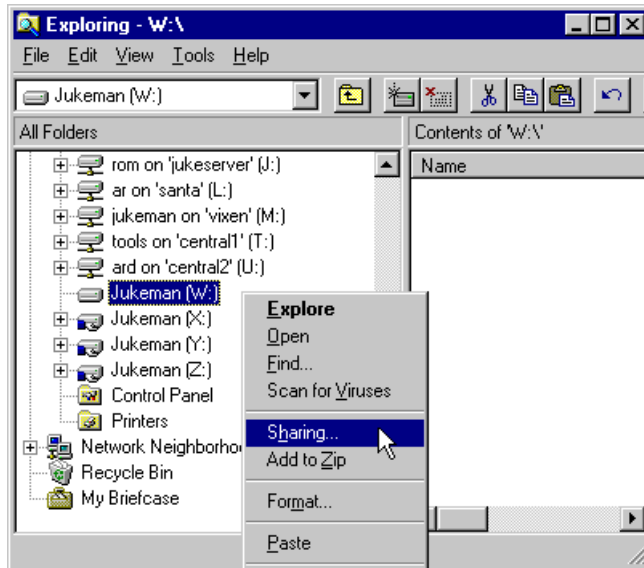 Exploring - W:\
File Edit View Tools Help
Jukeman (W:)
All Folders
Contents of 'W:\'
Name
rom on 'jukeserver' (J:)
ar on 'santa' (L:)
jukeman on 'vixen' (M:)
tools on 'central1' (T:)
ard on 'central2' (U:)
Jukeman (W:)
Jukeman (X:)
Jukeman (Y:)
Jukeman (Z:)
Control Panel
Printers
Network Neighborho
Recycle Bin
My Briefcase
Explore
Open
Find...
Scan for Viruses
Sharing...
Add to Zip
Format...
Paste